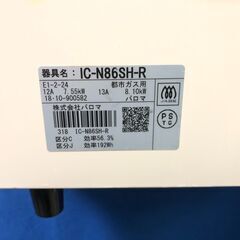 器具名：IC-N86SH-R
E1-2-24 都市ガス用
12A 7.55kW 13A 8.10kW
18・10-900582 パロマ
株式会社パロマ
318 IC-N86SH-R
区分C 効率56.3%
区分J 効率192Wh
PS
TG